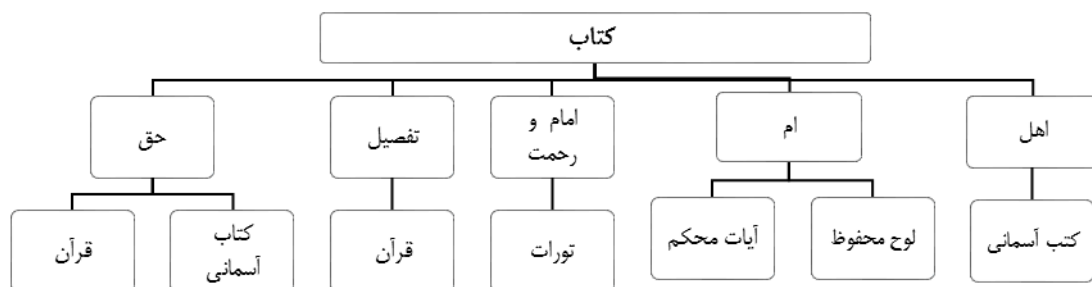 کتاب
اهل
ام
امام و
رحمت
تفصیل
حق
کتب آسمانی
لوح محفوظ
آیات محکم
تورات
قرآن
کتاب
آسمانی
قرآن